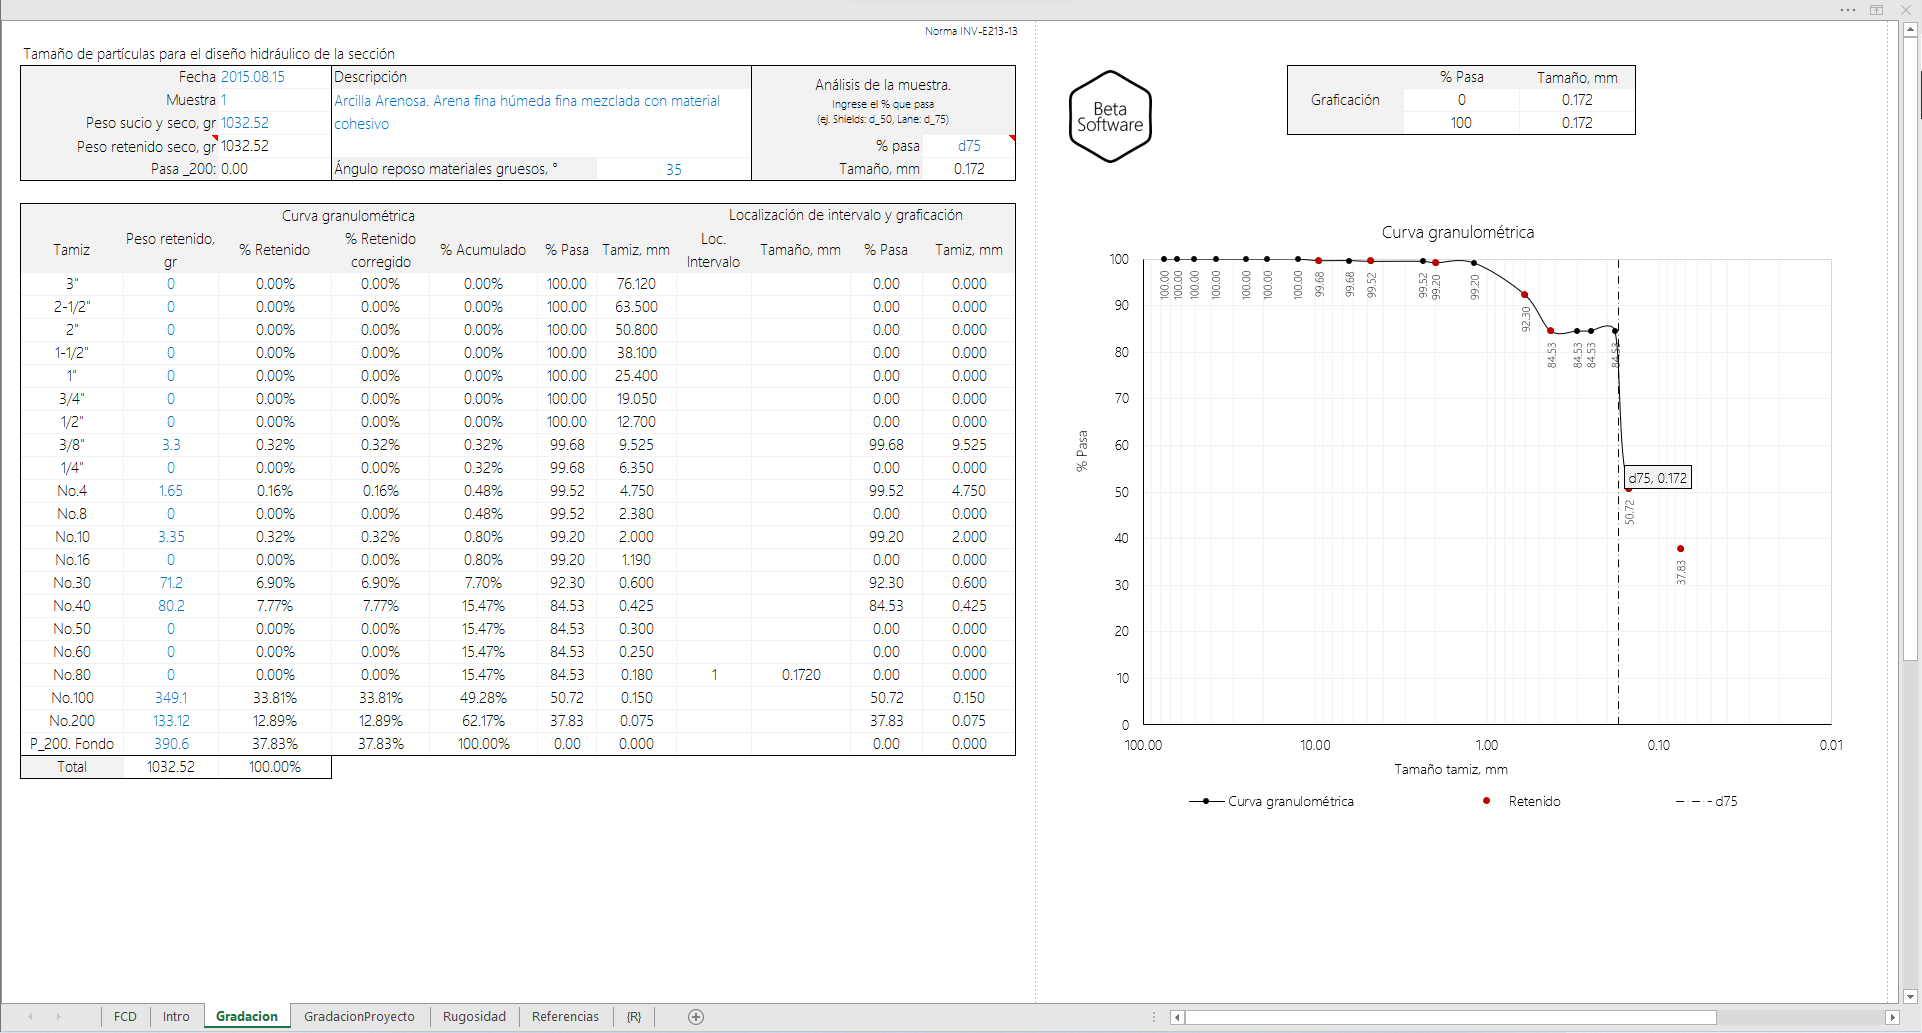 Norma INV-E213-13
Tamaño de partículas para el diseño hidráulico de la sección
Fecha 2015.08.15 Descripción
Muestra 1 Arcilla Arenosa. Arena fina húmeda fina mezclada con material
Peso sucio y seco, gr 1032.52 cohesivo
Peso retenido seco, gr 1032.52
Pasa _200: 0.00 Ángulo reposo materiales gruesos, ° 35
Análisis de la muestra.
Ingrese el % que pasa
(ej. Shields: d_50, Lane: d_75)
% pasa d75
Tamaño, mm 0.172
Beta
Software
% Pasa Tamaño, mm
Graficación 0 0.172
100 0.172
Curva granulométrica Localización de intervalo y graficación
Tamiz Peso retenido, gr % Retenido % Retenido corregido % Acumulado % Pasa Tamiz, mm Loc. Intervalo Tamaño, mm % Pasa Tamiz, mm
3" 0 0.00% 0.00% 0.00% 100.00 76.120 0.00 0.000
2-1/2" 0 0.00% 0.00% 0.00% 100.00 63.500 0.00 0.000
2" 0 0.00% 0.00% 0.00% 100.00 50.800 0.00 0.000
1-1/2" 0 0.00% 0.00% 0.00% 100.00 38.100 0.00 0.000
1" 0 0.00% 0.00% 0.00% 100.00 25.400 0.00 0.000
3/4" 0 0.00% 0.00% 0.00% 100.00 19.050 0.00 0.000
1/2" 0 0.00% 0.00% 0.00% 100.00 12.700 0.00 0.000
3/8" 3.3 0.32% 0.32% 0.32% 99.68 9.525 99.68 9.525
1/4" 0 0.00% 0.00% 0.32% 99.68 6.350 0.00 0.000
No.4 1.65 0.16% 0.16% 0.48% 99.52 4.750 99.52 4.750
No.8 0 0.00% 0.00% 0.48% 99.52 2.380 0.00 0.000
No.10 3.35 0.32% 0.32% 0.80% 99.20 2.000 99.20 2.000
No.16 0 0.00% 0.00% 0.80% 99.20 1.190 0.00 0.000
No.30 71.2 6.90% 6.90% 7.70% 92.30 0.600 92.30 0.600
No.40 80.2 7.77% 7.77% 15.47% 84.53 0.425 84.53 0.425
No.50 0 0.00% 0.00% 15.47% 84.53 0.300 0.00 0.000
No.60 0 0.00% 0.00% 15.47% 84.53 0.250 0.00 0.000
No.80 0 0.00% 0.00% 15.47% 84.53 0.180 1 0.1720 0.00 0.000
No.100 349.1 33.81% 33.81% 49.28% 50.72 0.150 50.72 0.150
No.200 133.12 12.89% 12.89% 62.17% 37.83 0.075 37.83 0.075
P_200. Fondo 390.6 37.83% 37.83% 100.00% 0.00 0.000 0.00 0.000
Total 1032.52 100.00%
Curva granulométrica
% Pasa
100
90
80
70
60
50
40
30
20
10
0
100.00 100.00 100.00 100.00 100.00 100.00 100.00 99.68 99.68 99.52 99.52 99.20 99.20 92.30 84.53 84.53 84.53 84.53 50.72 37.83
d75, 0.172
100.00 10.00 1.00 0.10 0.01
Tamaño tamiz, mm
Curva granulométrica Retenido d75
FCD Intro Gradacion GradacionProyecto Rugosidad Referencias {R}